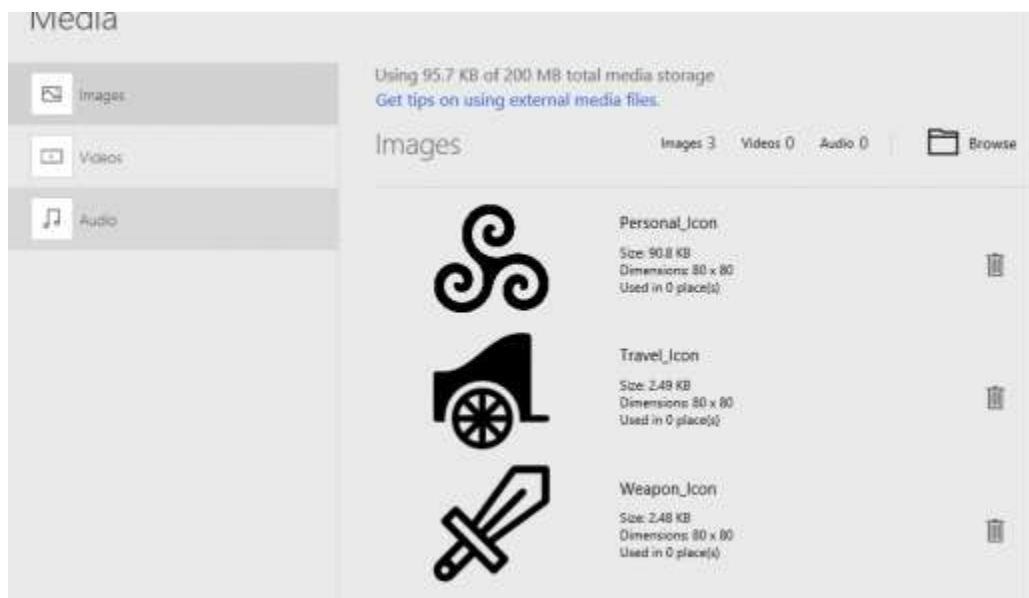 Media
Images
Videos
Audio
Using 95.7 KB of 200 MB total media storage
Get tips on using external media files.
Images
Images 3 Videos 0 Audio 0 Browse
Personal_Icon
Size: 90.8 KB
Dimensions: 80 x 80
Used in 0 place(s)
Travel_Icon
Size: 2.49 KB
Dimensions: 80 x 80
Used in 0 place(s)
Weapon_Icon
Size: 2.48 KB
Dimensions: 80 x 80
Used in 0 place(s)